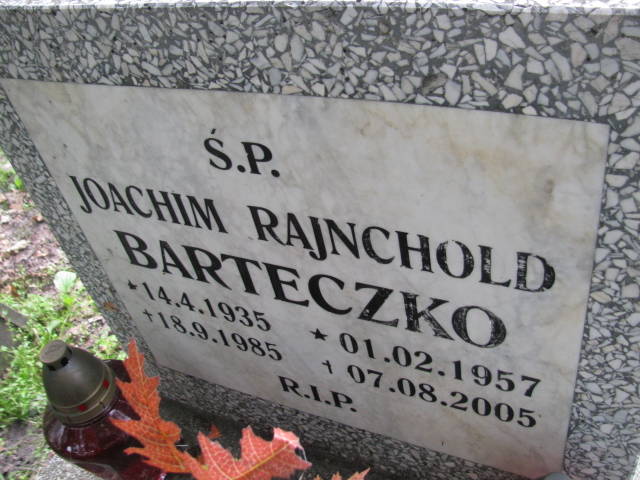 Ś.P.
JOACHIM RAJNCHOLD
BARTECZKO
★14.4.1935 ★01.02.1957
†18.9.1985 †07.08.2005
R.I.P.